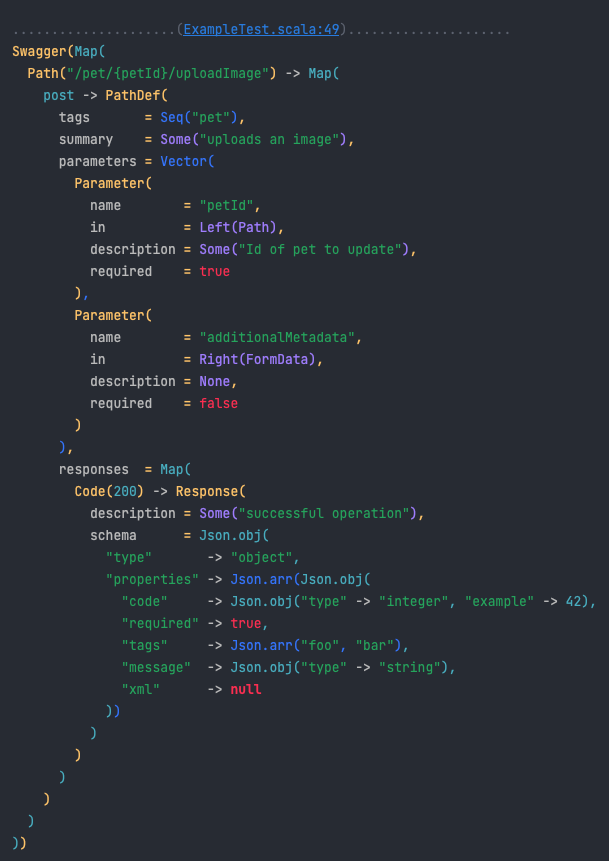 .....................(ExampleTest.scala:49).....................
Swagger(Map(
  Path("/pet/{petId}/uploadImage") -> Map(
    post -> PathDef(
      tags       = Seq("pet"),
      summary    = Some("uploads an image"),
      parameters = Vector(
        Parameter(
          name        = "petId",
          in          = Left(Path),
          description = Some("Id of pet to update"),
          required    = true
        ),
        Parameter(
          name        = "additionalMetadata",
          in          = Right(FormData),
          description = None,
          required    = false
        )
      ),
      responses  = Map(
        Code(200) -> Response(
          description = Some("successful operation"),
          schema      = Json.obj(
            "type"       -> "object",
            "properties" -> Json.arr(Json.obj(
              "code"     -> Json.obj("type" -> "integer", "example" -> 42),
              "required" -> true,
              "tags"     -> Json.arr("foo", "bar"),
              "message"  -> Json.obj("type" -> "string"),
              "xml"      -> null
            ))
          )
        )
      )
    )
  )
))